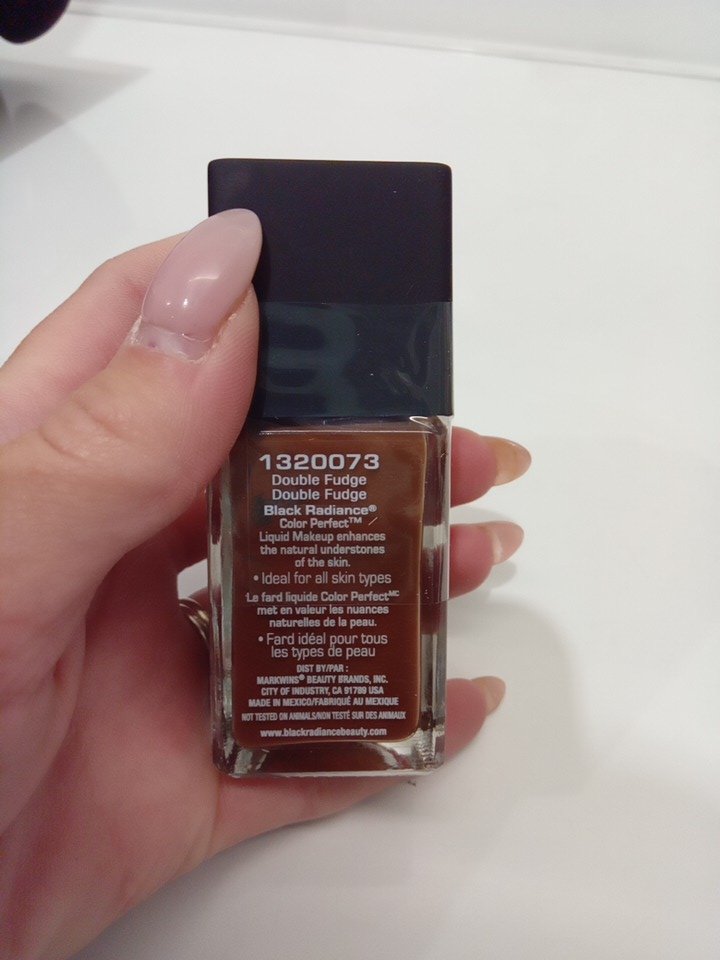 1320073
Double Fudge
Double Fudge
Black Radiance®
Color Perfect™
Liquid Makeup enhances
the natural understones
of the skin.
• Ideal for all skin types
Le fard liquide Color PerfectMC
met en valeur les nuances
naturelles de la peau.
• Fard idéal pour tous
les types de peau
DIST BY/PAR :
MARKWINS® BEAUTY BRANDS, INC.
CITY OF INDUSTRY, CA 91789 USA
MADE IN MEXICO/FABRIQUÉ AU MEXIQUE
NOT TESTED ON ANIMALS/NON TESTÉ SUR DES ANIMAUX
www.blackradiancebeauty.com